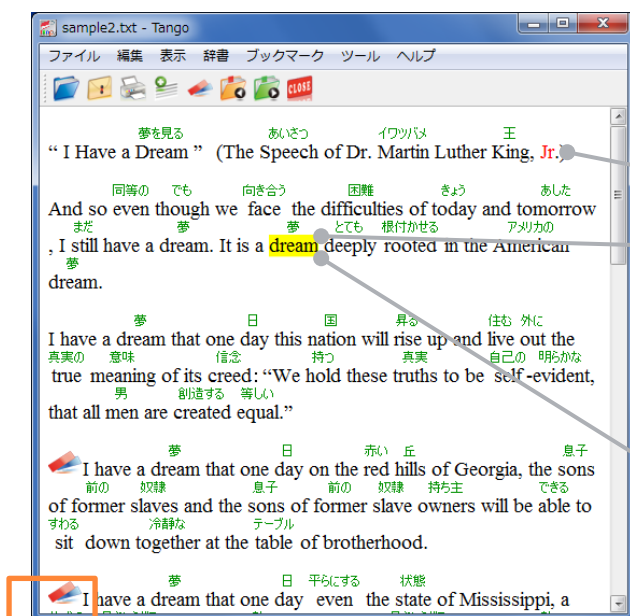 sample2.txt - Tango
ファイル 編集 表示 辞書 ブックマーク ツール ヘルプ
CLOSE
夢を見る あいさつ イワツバメ 王
“ I Have a Dream ” (The Speech of Dr. Martin Luther King, Jr.)
同等の でも 向き合う 困難 きょう あした
And so even though we face the difficulties of today and tomorrow
まだ 夢 夢 とても 根付かせる アメリカの
, I still have a dream. It is a dream deeply rooted in the American
夢
dream.
夢 日 国 昇る 住む 外に
I have a dream that one day this nation will rise up and live out the
真実の 意味 信念 持つ 真実 自己の 明らかな
true meaning of its creed: “We hold these truths to be self-evident,
男 創造する 等しい
that all men are created equal.”
夢 日 赤い 丘 息子
I have a dream that one day on the red hills of Georgia, the sons
前の 奴隷 息子 前の 奴隷 持ち主 できる
of former slaves and the sons of former slave owners will be able to
すわる 冷静な テーブル
sit down together at the table of brotherhood.
夢 日 平らにする 状態
I have a dream that one day even the state of Mississippi, a